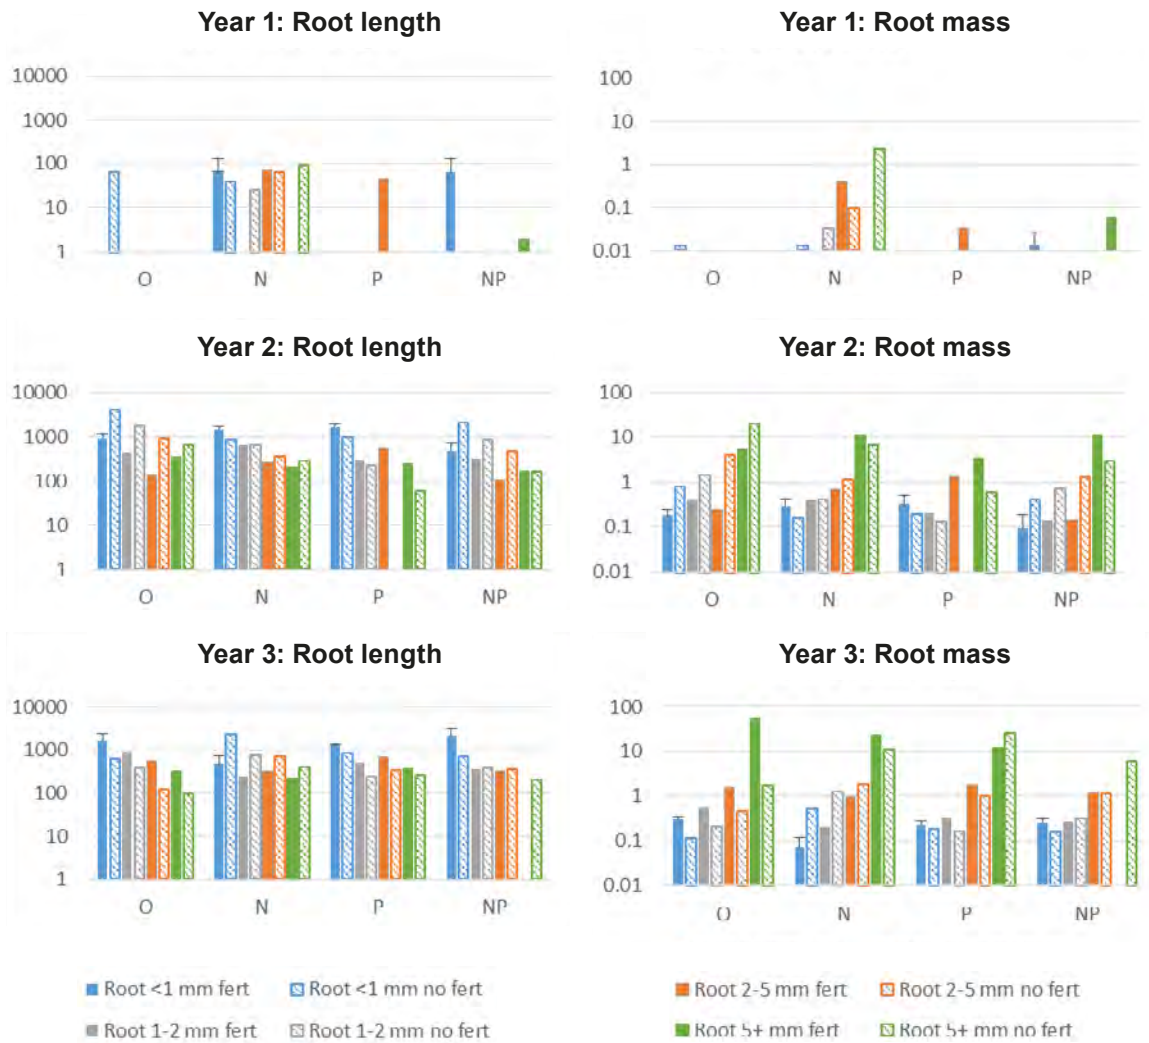 Year 1: Root length
10000
1000
100
10
1
O N P NP
Year 1: Root mass
100
10
1
0.1
0.01
O N P NP
Year 2: Root length
10000
1000
100
10
1
O N P NP
Year 2: Root mass
100
10
1
0.1
0.01
O N P NP
Year 3: Root length
10000
1000
100
10
1
O N P NP
Year 3: Root mass
100
10
1
0.1
0.01
O N P NP
Root <1 mm fert Root <1 mm no fert
Root 1-2 mm fert Root 1-2 mm no fert
Root 2-5 mm fert Root 2-5 mm no fert
Root 5+ mm fert Root 5+ mm no fert